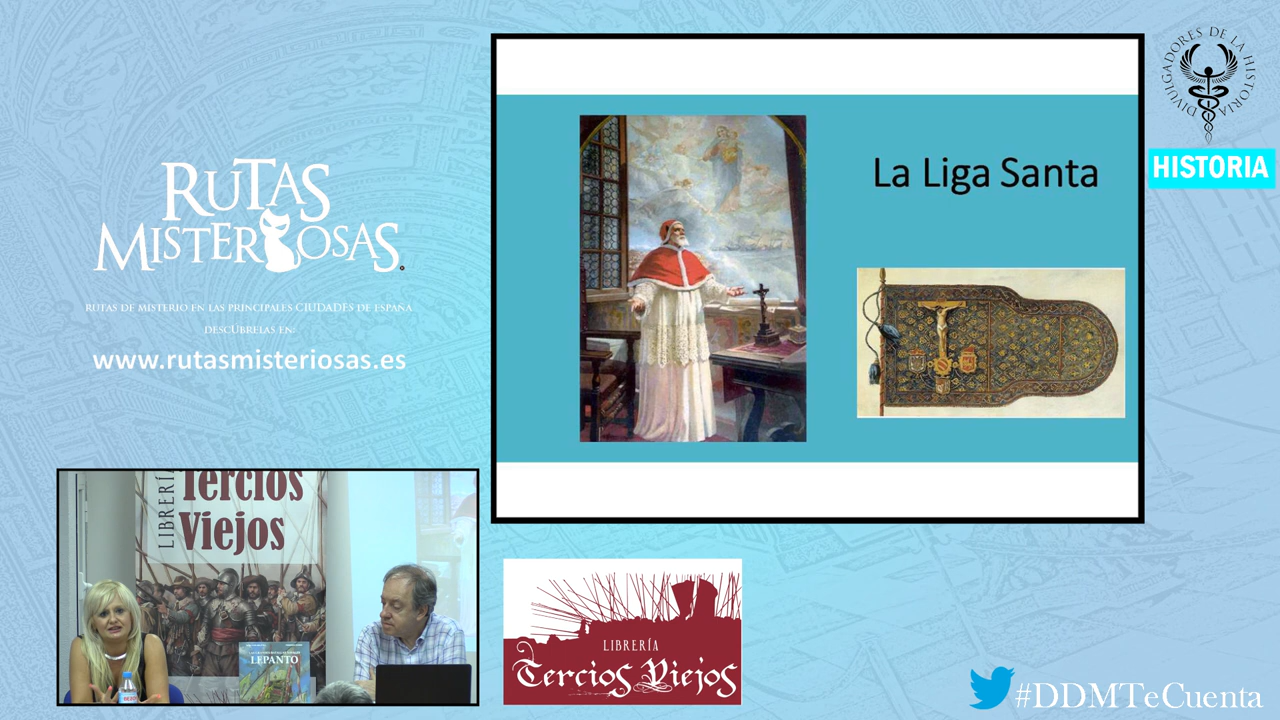 RUTAS
MISTERIOSAS
RUTAS DE MISTERIO EN LAS PRINCIPALES CIUDADES DE ESPAÑA
DESCÚBRELAS EN:
www.rutasmisteriosas.es
La Liga Santa
DIVULGADORES DE LA HISTORIA
HISTORIA
LIBRERÍA
Tercios
Viejos
LEPANTO
LIBRERÍA
Tercios Viejos
#DDMTeCuenta